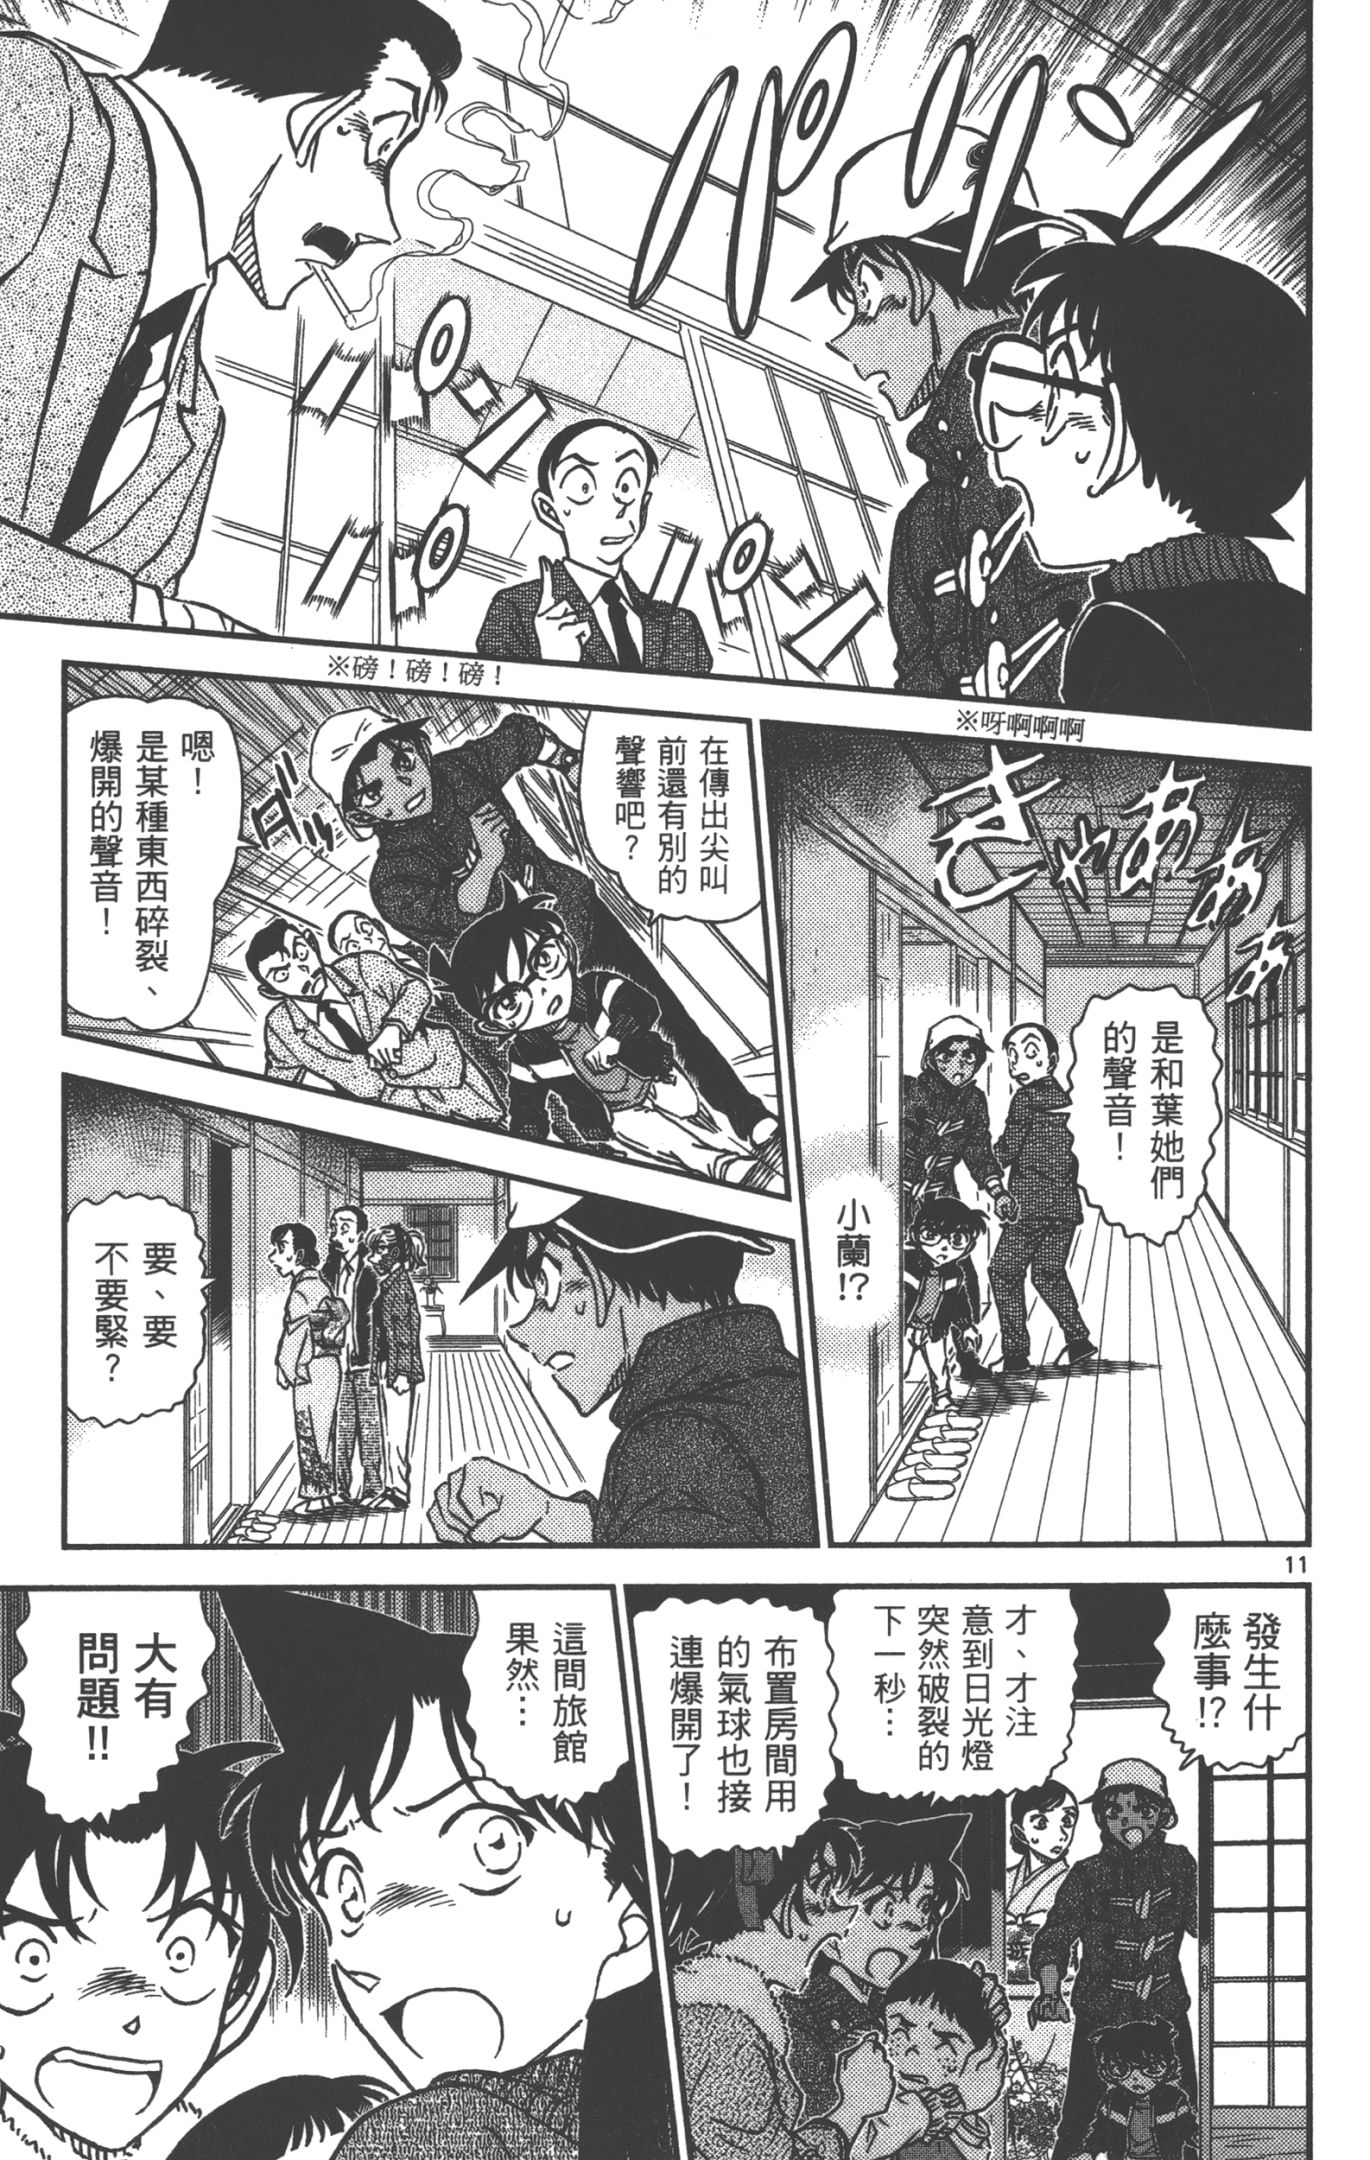 パリン
パン
パン
パン
※磅！磅！磅！
※呀啊啊啊
きゃあああ
是和葉她們
的聲音！
小蘭!?
在傳出尖叫
前還有別的
聲響吧？
嗯！
是某種東西碎裂、
爆開的聲音！
要、要
不要緊？
11
發生什
麼事!?
才、才注
意到日光燈
突然破裂的
下一秒…
布置房間用
的氣球也接
連爆開了！
這間旅館
果然…
大有
問題!!